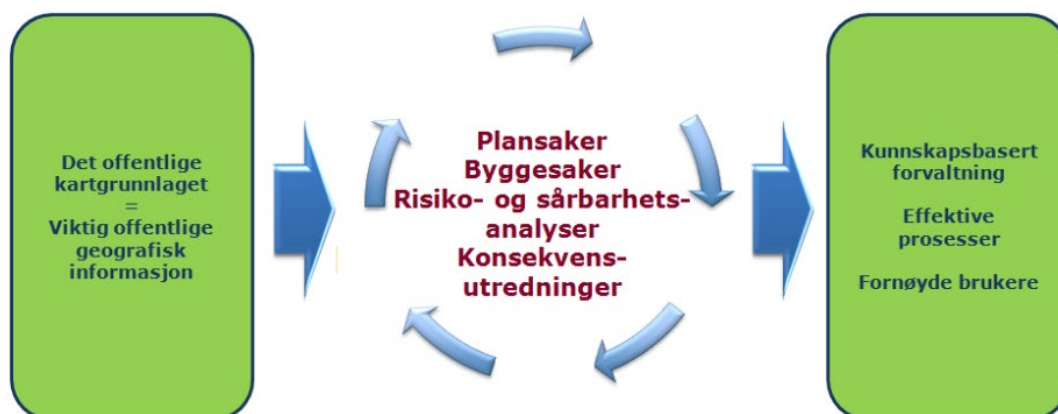 Det offentlige
kartgrunnlaget
=
Viktig offentlige
geografisk
informasjon
Plansaker
Byggesaker
Risiko- og sårbarhets-
analyser
Konsekvens-
utredninger
Kunnskapsbasert
forvaltning
Effektive
prosesser
Fornøyde brukere